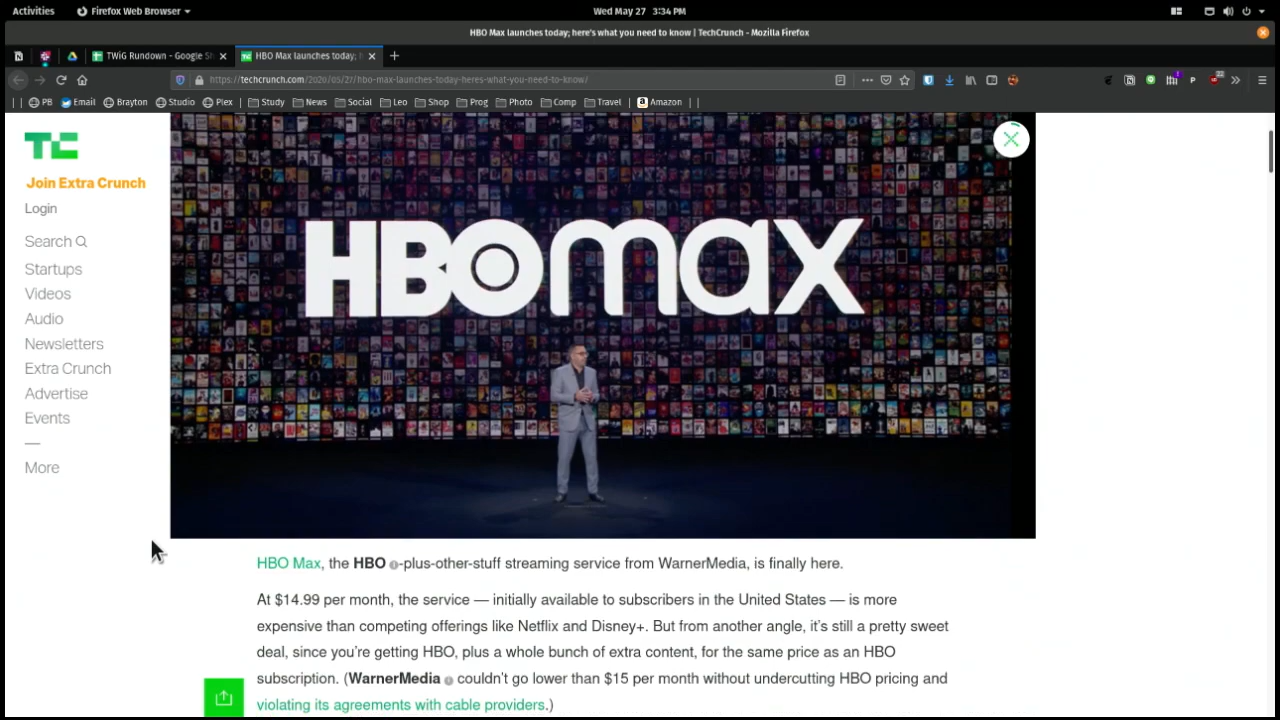 Activities
Firefox Web Browser
Wed May 27 3:34 PM
HBO Max launches today; here's what you need to know | TechCrunch - Mozilla Firefox
TWiG Rundown - Google Sh
HBO Max launches today;
https://techcrunch.com/2020/05/27/hbo-max-launches-today-heres-what-you-need-to-know/
PB
Email
Brayton
Studio
Plex
Study
News
Social
Leo
Shop
Prog
Photo
Comp
Travel
Amazon
TC
Join Extra Crunch
Login
Search
Startups
Videos
Audio
Newsletters
Extra Crunch
Advertise
Events
—
More
HBOmax
HBO Max, the HBO -plus-other-stuff streaming service from WarnerMedia, is finally here.
At $14.99 per month, the service — initially available to subscribers in the United States — is more
expensive than competing offerings like Netflix and Disney+. But from another angle, it's still a pretty sweet
deal, since you're getting HBO, plus a whole bunch of extra content, for the same price as an HBO
subscription. (WarnerMedia couldn't go lower than $15 per month without undercutting HBO pricing and
violating its agreements with cable providers.)